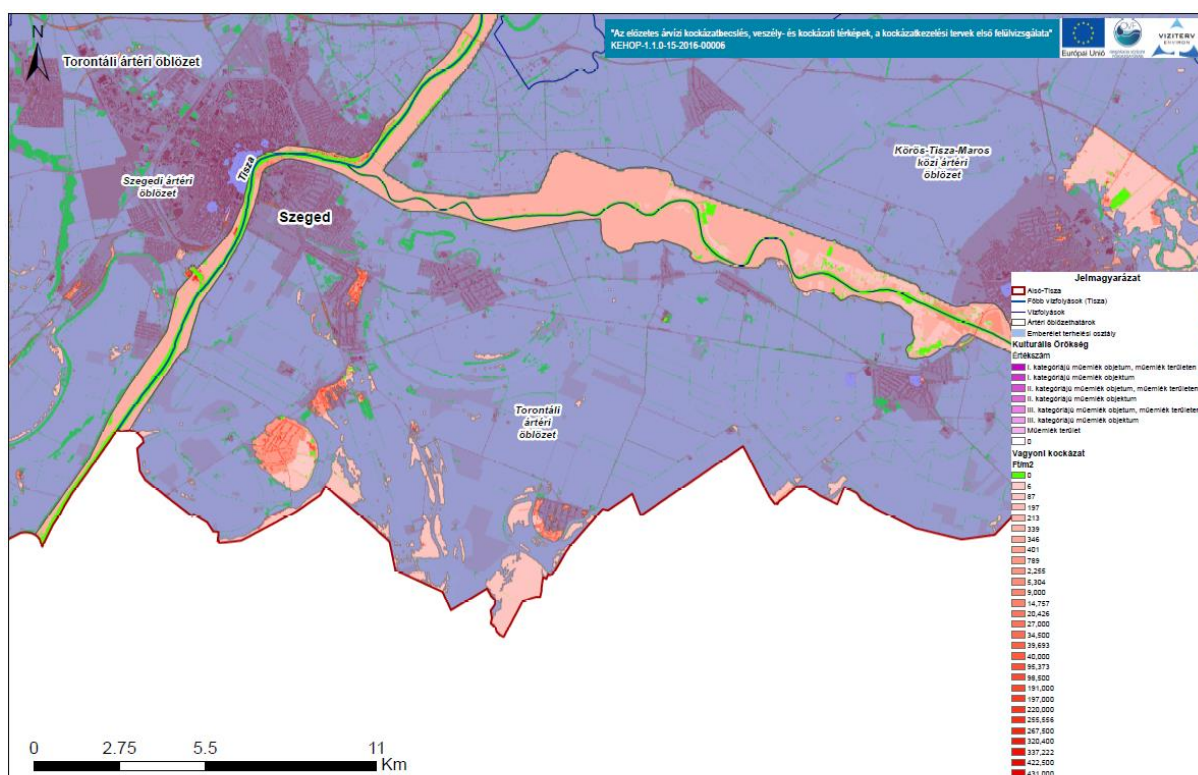 "Az előzetes árvízi kockázatbecslés, veszély- és kockázati térképek, a kockázatkezelési tervek első felülvizsgálata"
KEHOP-1.1.0-15-2016-00006
Európai Unió
VIZITERV
ENVIRON
N
Torontáli ártéri öblözet
Tisza
Szegedi ártéri
öblözet
Szeged
Körös-Tisza-Maros
közi ártéri
öblözet
Torontáli
ártéri
öblözet
Jelmagyarázat
Alsó-Tisza
Főbb vízfolyások (Tisza)
Vízfolyások
Ártéri öblözethatárok
Emberélet terhelési osztály
Kulturális Örökség
Értékszám
I. kategóriájú műemlék objetum, műemlék területen
I. kategóriájú műemlék objektum
II. kategóriájú műemlék objetum, műemlék területen
II. kategóriájú műemlék objektum
III. kategóriájú műemlék objetum, műemlék területen
III. kategóriájú műemlék objektum
Műemlék terület
0
Vagyoni kockázat
Ft/m2
0
6
87
197
213
339
346
401
789
2,255
5,304
9,000
14,757
20,426
27,000
34,500
39,693
40,000
95,373
98,500
191,000
197,000
220,000
255,556
267,500
320,400
337,222
422,500
431,000
0 2.75 5.5 11
Km